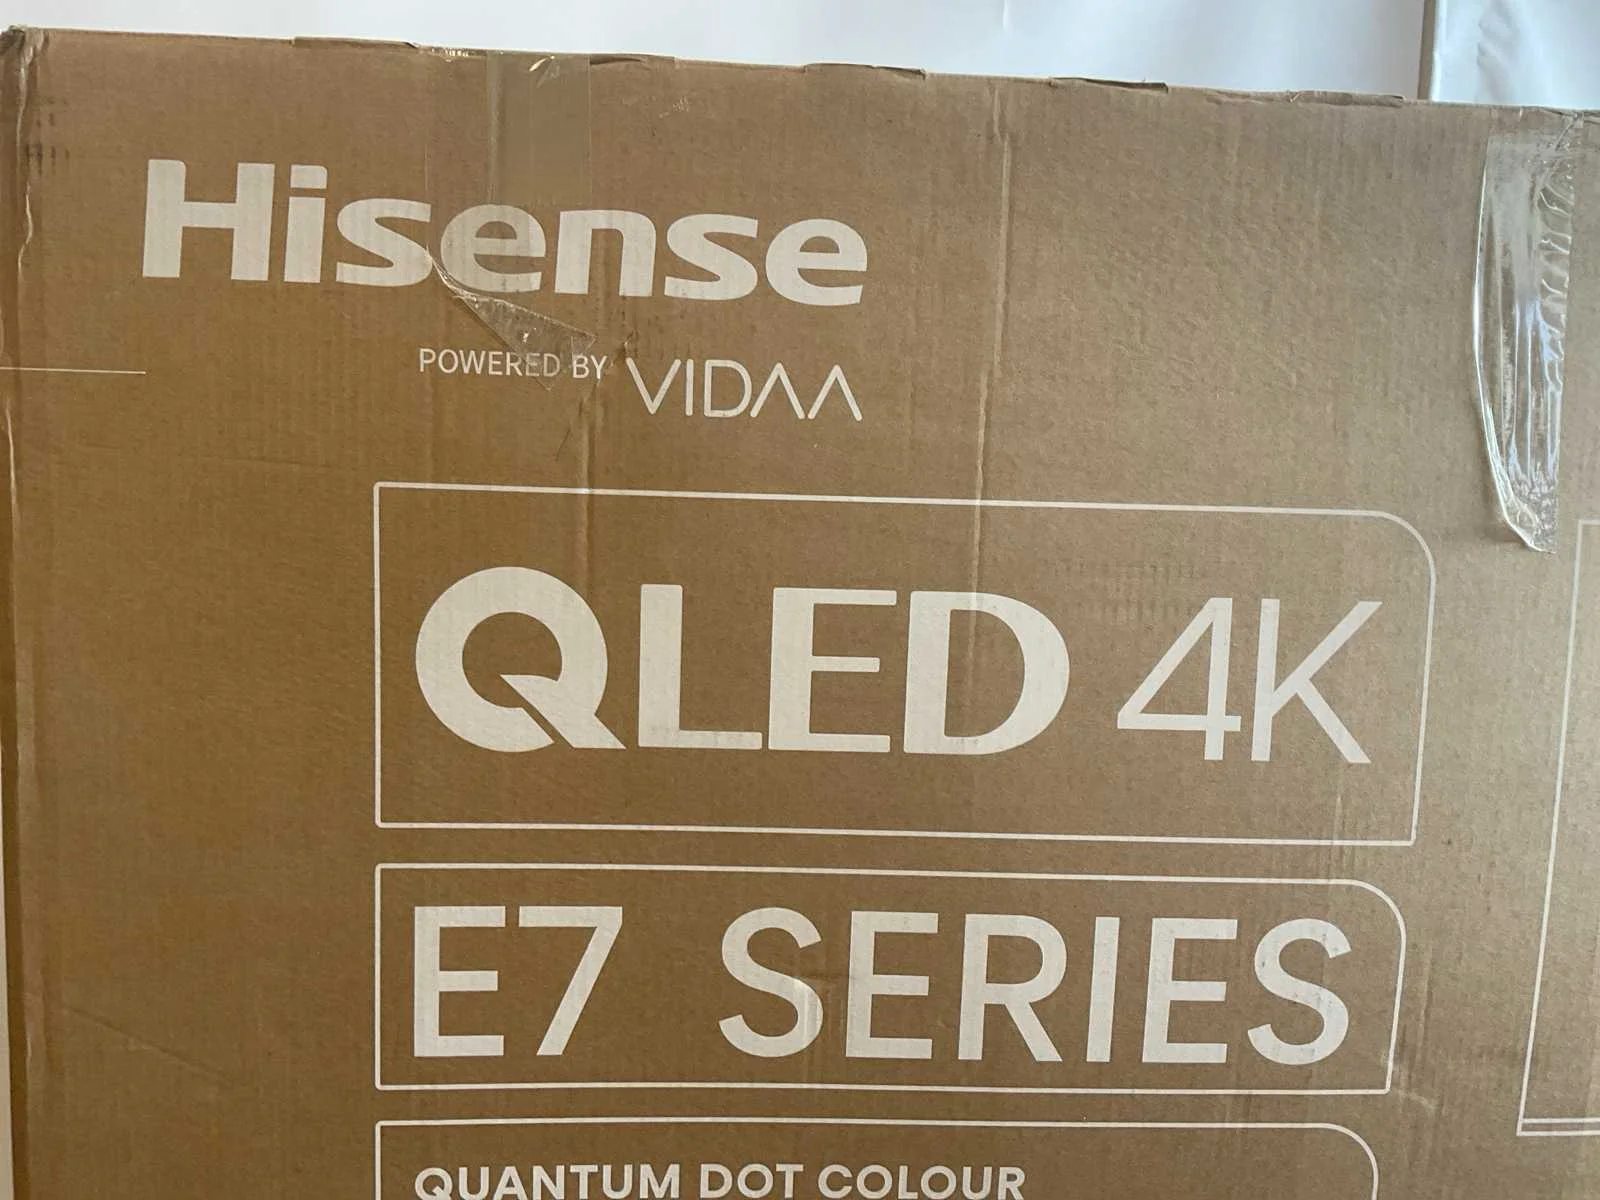 Hisense
POWERED BY VIDAA
QLED 4K
E7 SERIES
QUANTUM DOT COLOUR